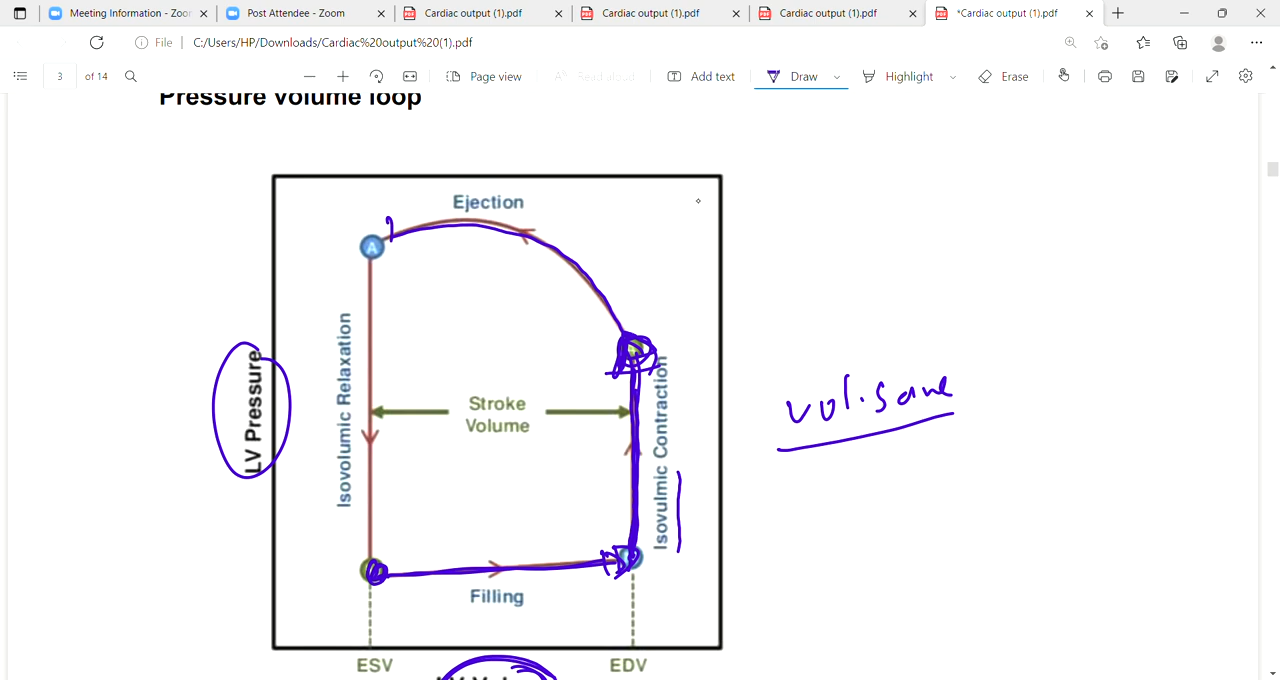 Meeting Information - Zoor
Post Attendee - Zoom
Cardiac output (1).pdf
Cardiac output (1).pdf
Cardiac output (1).pdf
*Cardiac output (1).pdf
File
C:/Users/HP/Downloads/Cardiac%20output%20(1).pdf
3 of 14
Page view
Read aloud
Add text
Draw
Highlight
Erase
Pressure Volume loop
Ejection
A
Isovolumic Relaxation
LV Pressure
Stroke
Volume
Isovulmic Contraction
vol. same
Filling
ESV
EDV